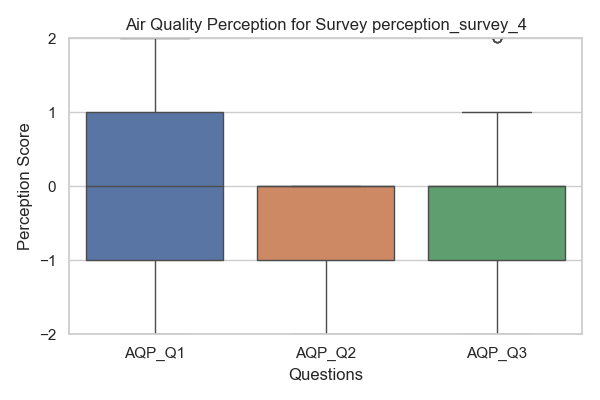 Air Quality Perception for Survey perception_survey_4
Perception Score
2
1
0
−1
−2
AQP_Q1 AQP_Q2 AQP_Q3
Questions